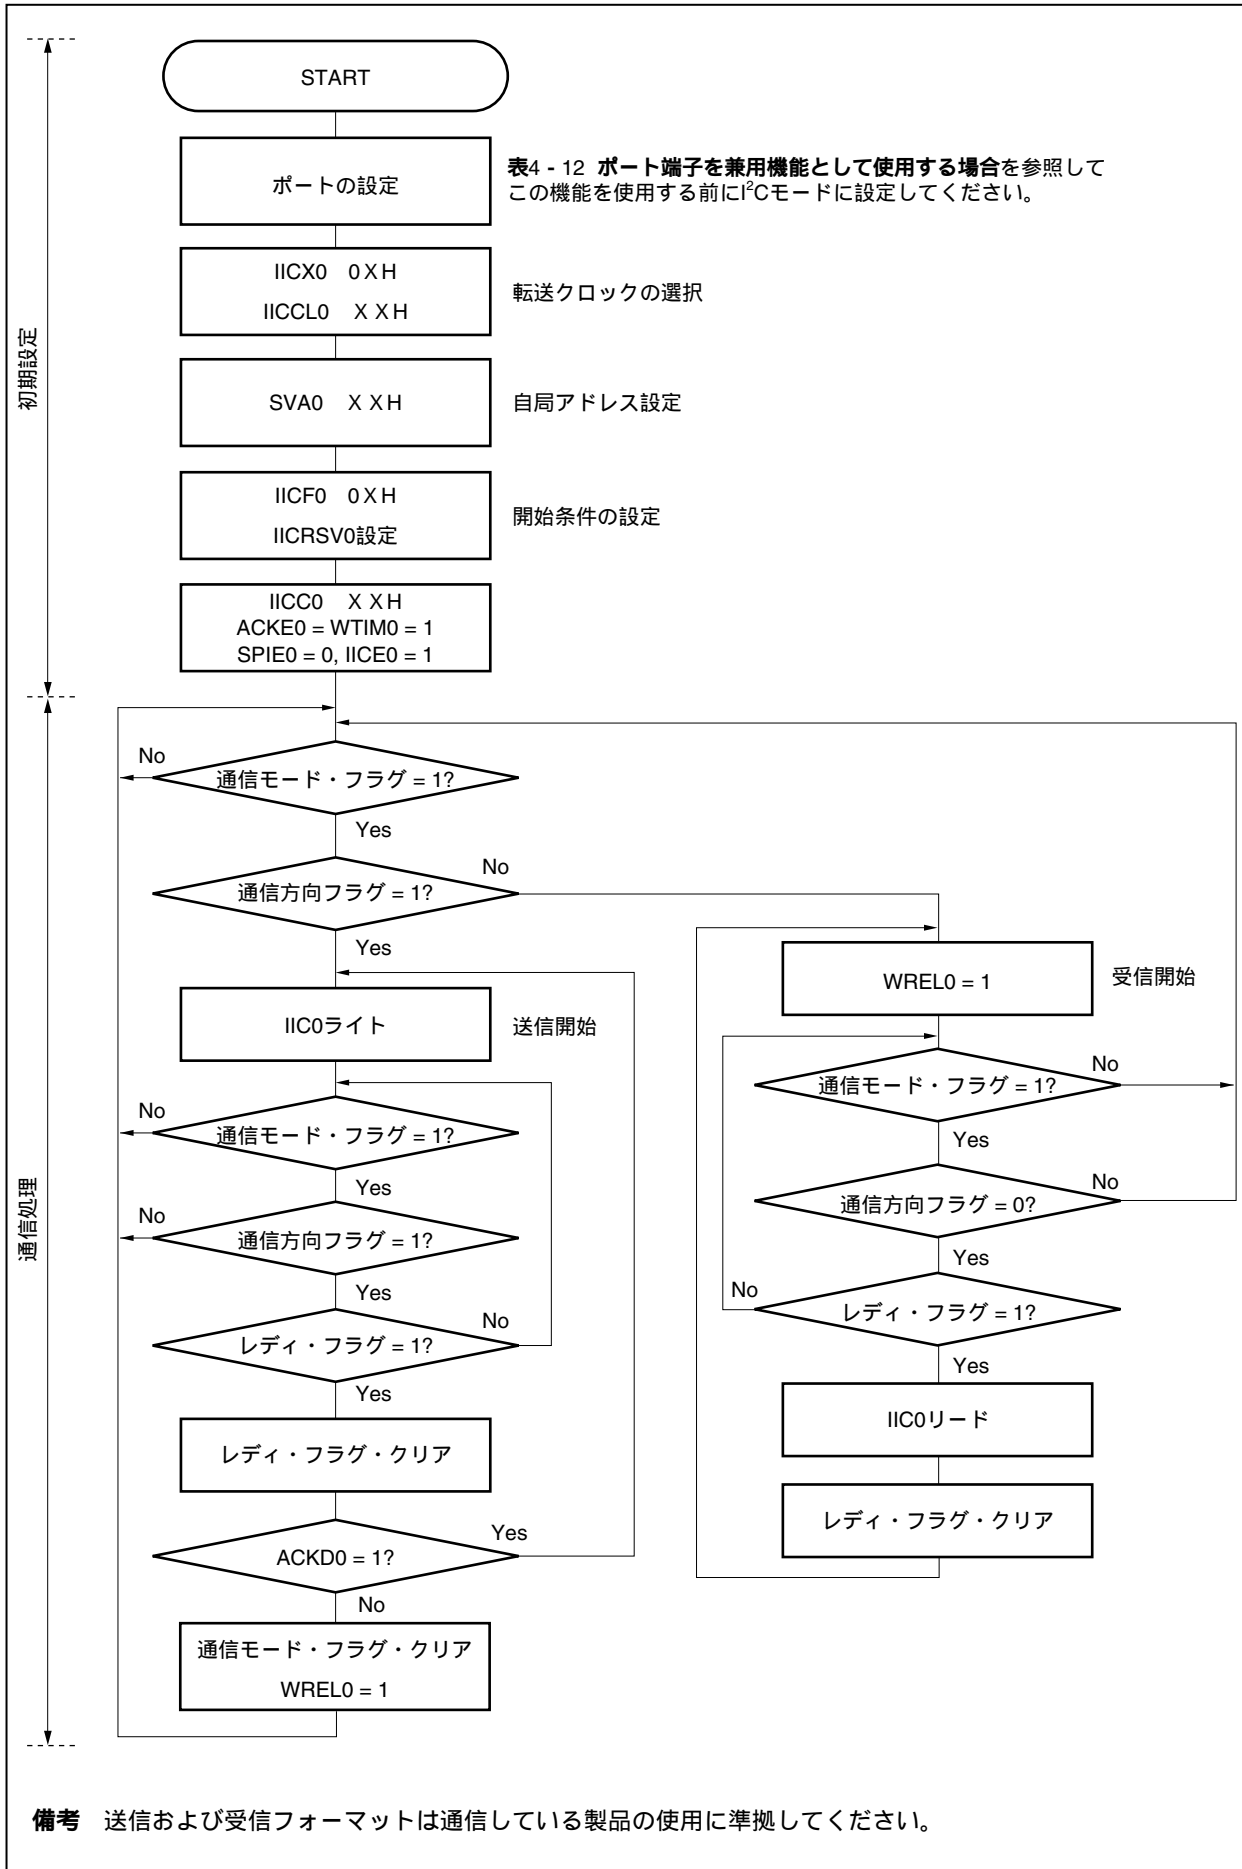 START
ポートの設定
表4 - 12 ポート端子を兼用機能として使用する場合を参照して
この機能を使用する前にI²Cモードに設定してください。
IICX0 0XH
IICCL0 XXH
転送クロックの選択
初期設定
SVA0 XXH
自局アドレス設定
IICF0 0XH
IICRSV0設定
開始条件の設定
IICC0 XXH
ACKE0 = WTIM0 = 1
SPIE0 = 0, IICE0 = 1
No
通信モード・フラグ = 1?
Yes
通信方向フラグ = 1?
No
Yes
IIC0ライト
送信開始
No
通信モード・フラグ = 1?
Yes
No
通信方向フラグ = 1?
Yes
レディ・フラグ = 1?
No
Yes
レディ・フラグ・クリア
ACKD0 = 1?
Yes
No
通信モード・フラグ・クリア
WREL0 = 1
通信処理
WREL0 = 1
受信開始
通信モード・フラグ = 1?
No
Yes
通信方向フラグ = 0?
No
Yes
No
レディ・フラグ = 1?
Yes
IIC0リード
レディ・フラグ・クリア
備考 送信および受信フォーマットは通信している製品の使用に準拠してください。